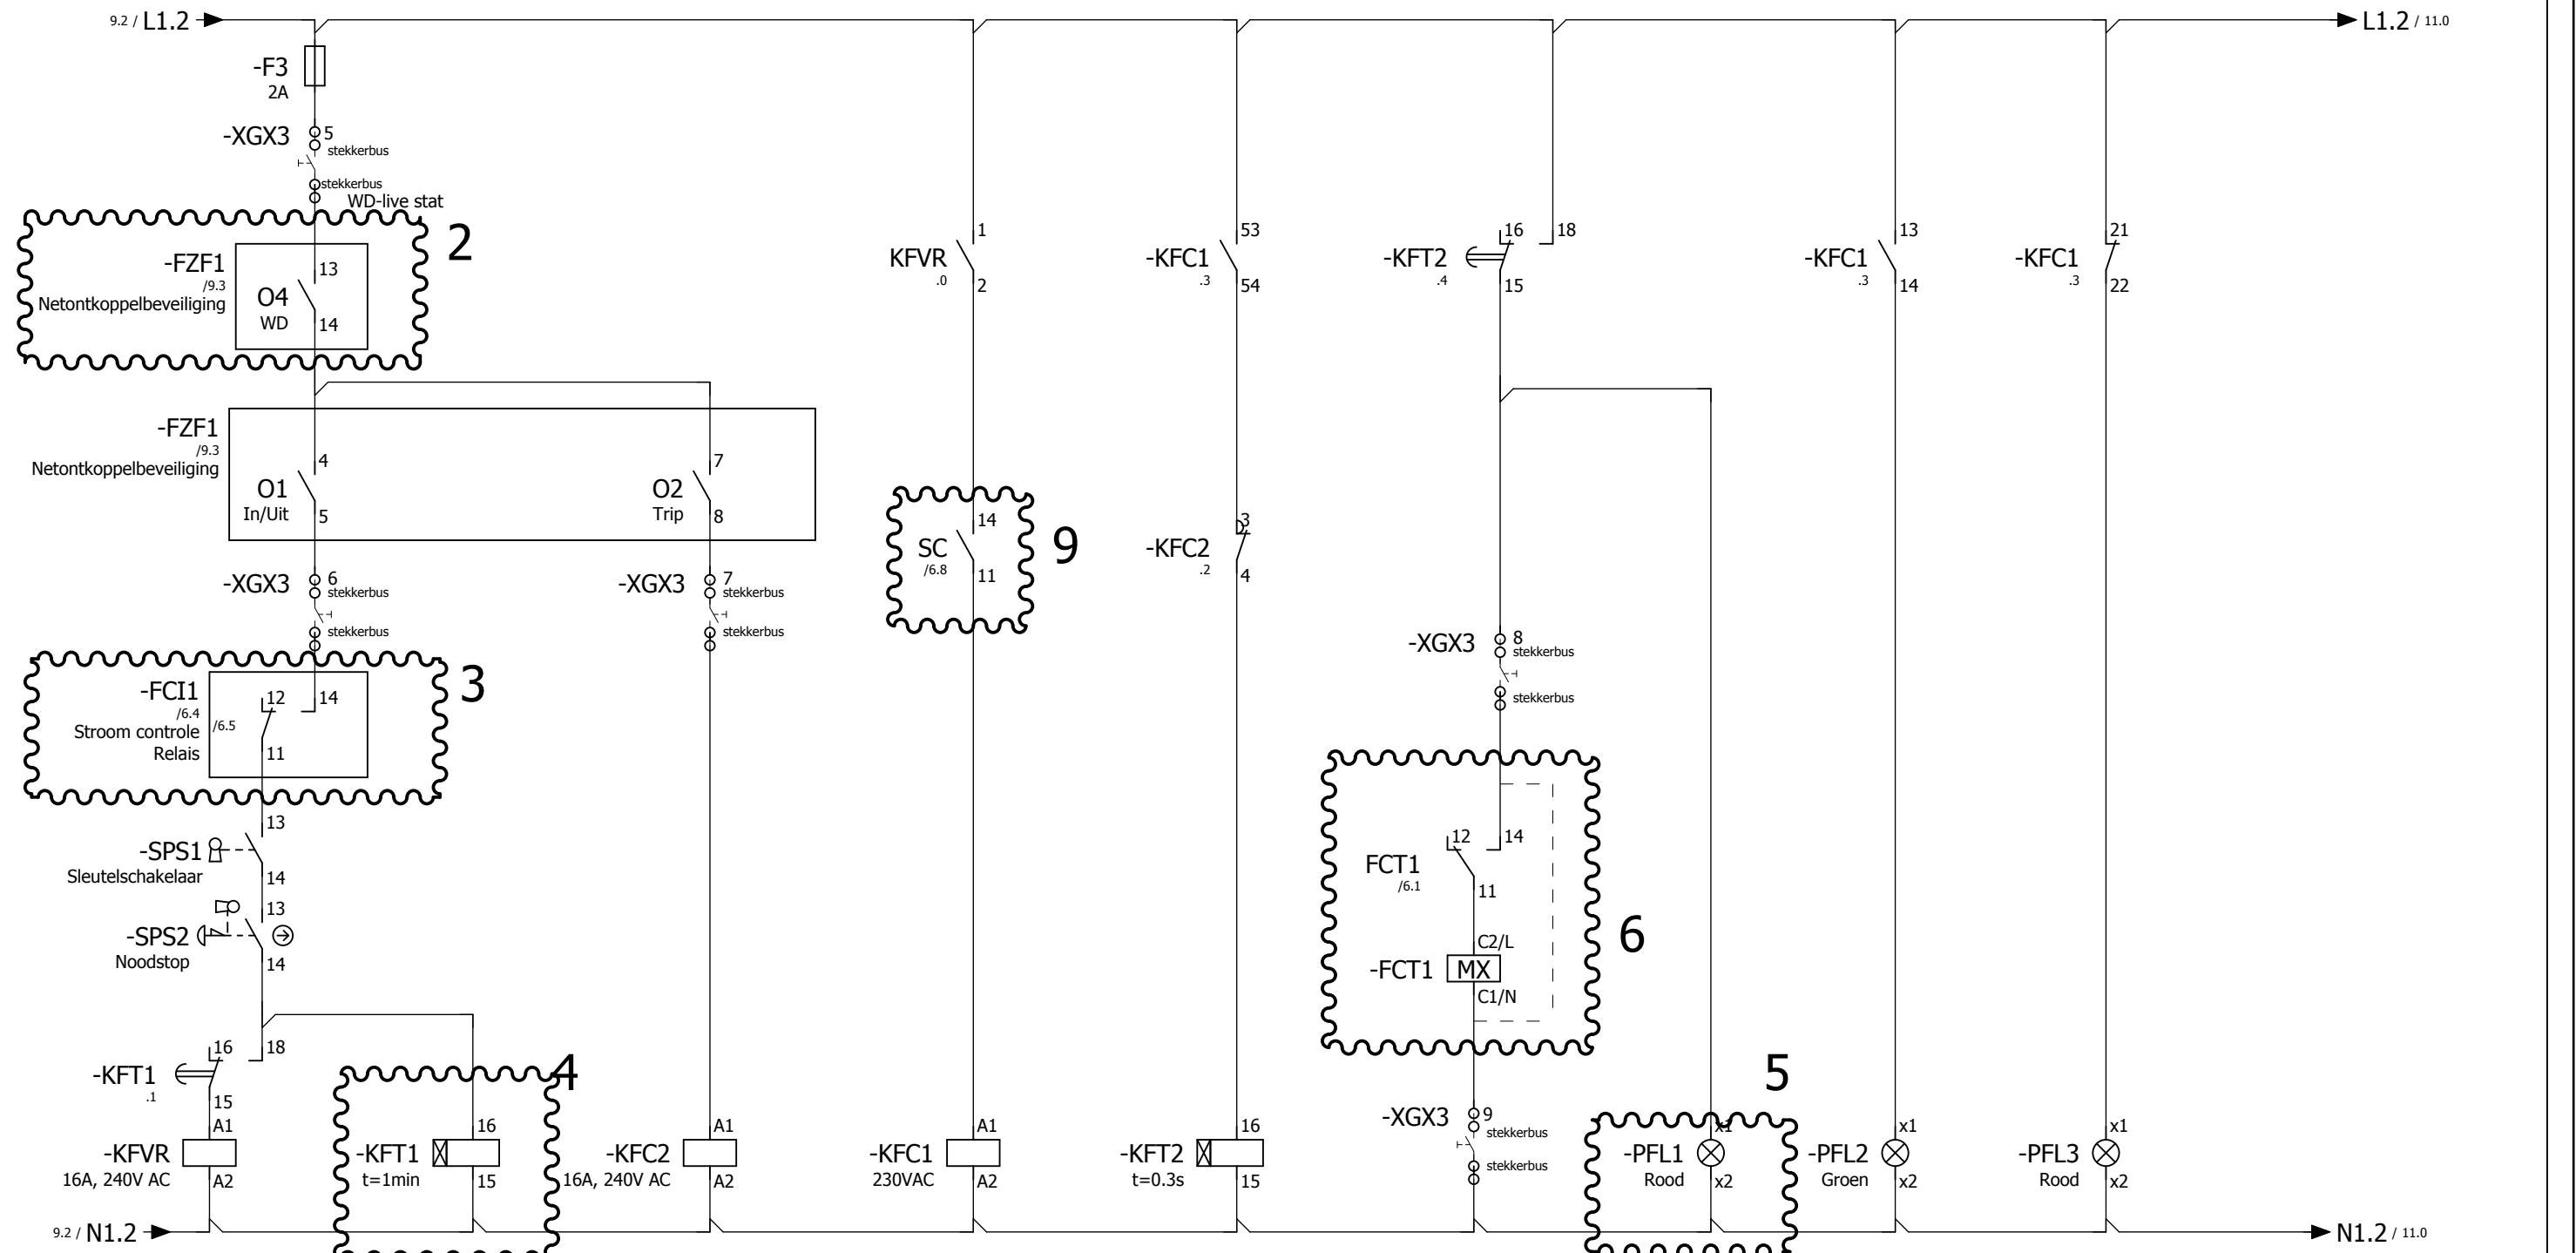 9.2 / L1.2
L1.2 / 11.0
-F3
2A
-XGX3
5
stekkerbus
stekkerbus
WD-live stat
2
-FZF1
/9.3
Netontkoppelbeveiliging
O4
WD
13
14
KFVR
.0
1
2
-KFC1
.3
53
54
-KFT2
.4
16
18
15
-KFC1
.3
13
14
-KFC1
.3
21
22
-FZF1
/9.3
Netontkoppelbeveiliging
O1
In/Uit
4
5
O2
Trip
7
8
SC
/6.8
14
11
9
-KFC2
.2
3
4
-XGX3
6
stekkerbus
stekkerbus
-XGX3
7
stekkerbus
stekkerbus
-XGX3
8
stekkerbus
stekkerbus
3
-FCI1
/6.4
Stroom controle
Relais
/6.5
12
14
11
-SPS1
Sleutelschakelaar
13
14
-SPS2
Noodstop
13
14
FCT1
/6.1
12
14
11
6
-FCT1
MX
C2/L
C1/N
-KFT1
.1
16
18
15
4
5
-XGX3
9
stekkerbus
stekkerbus
-KFVR
16A, 240V AC
A1
A2
-KFT1
t=1min
16
15
-KFC2
16A, 240V AC
A1
A2
-KFC1
230VAC
A1
A2
-KFT2
t=0.3s
16
15
-PFL1
Rood
x1
x2
-PFL2
Groen
x1
x2
-PFL3
Rood
x1
x2
9.2 / N1.2
N1.2 / 11.0